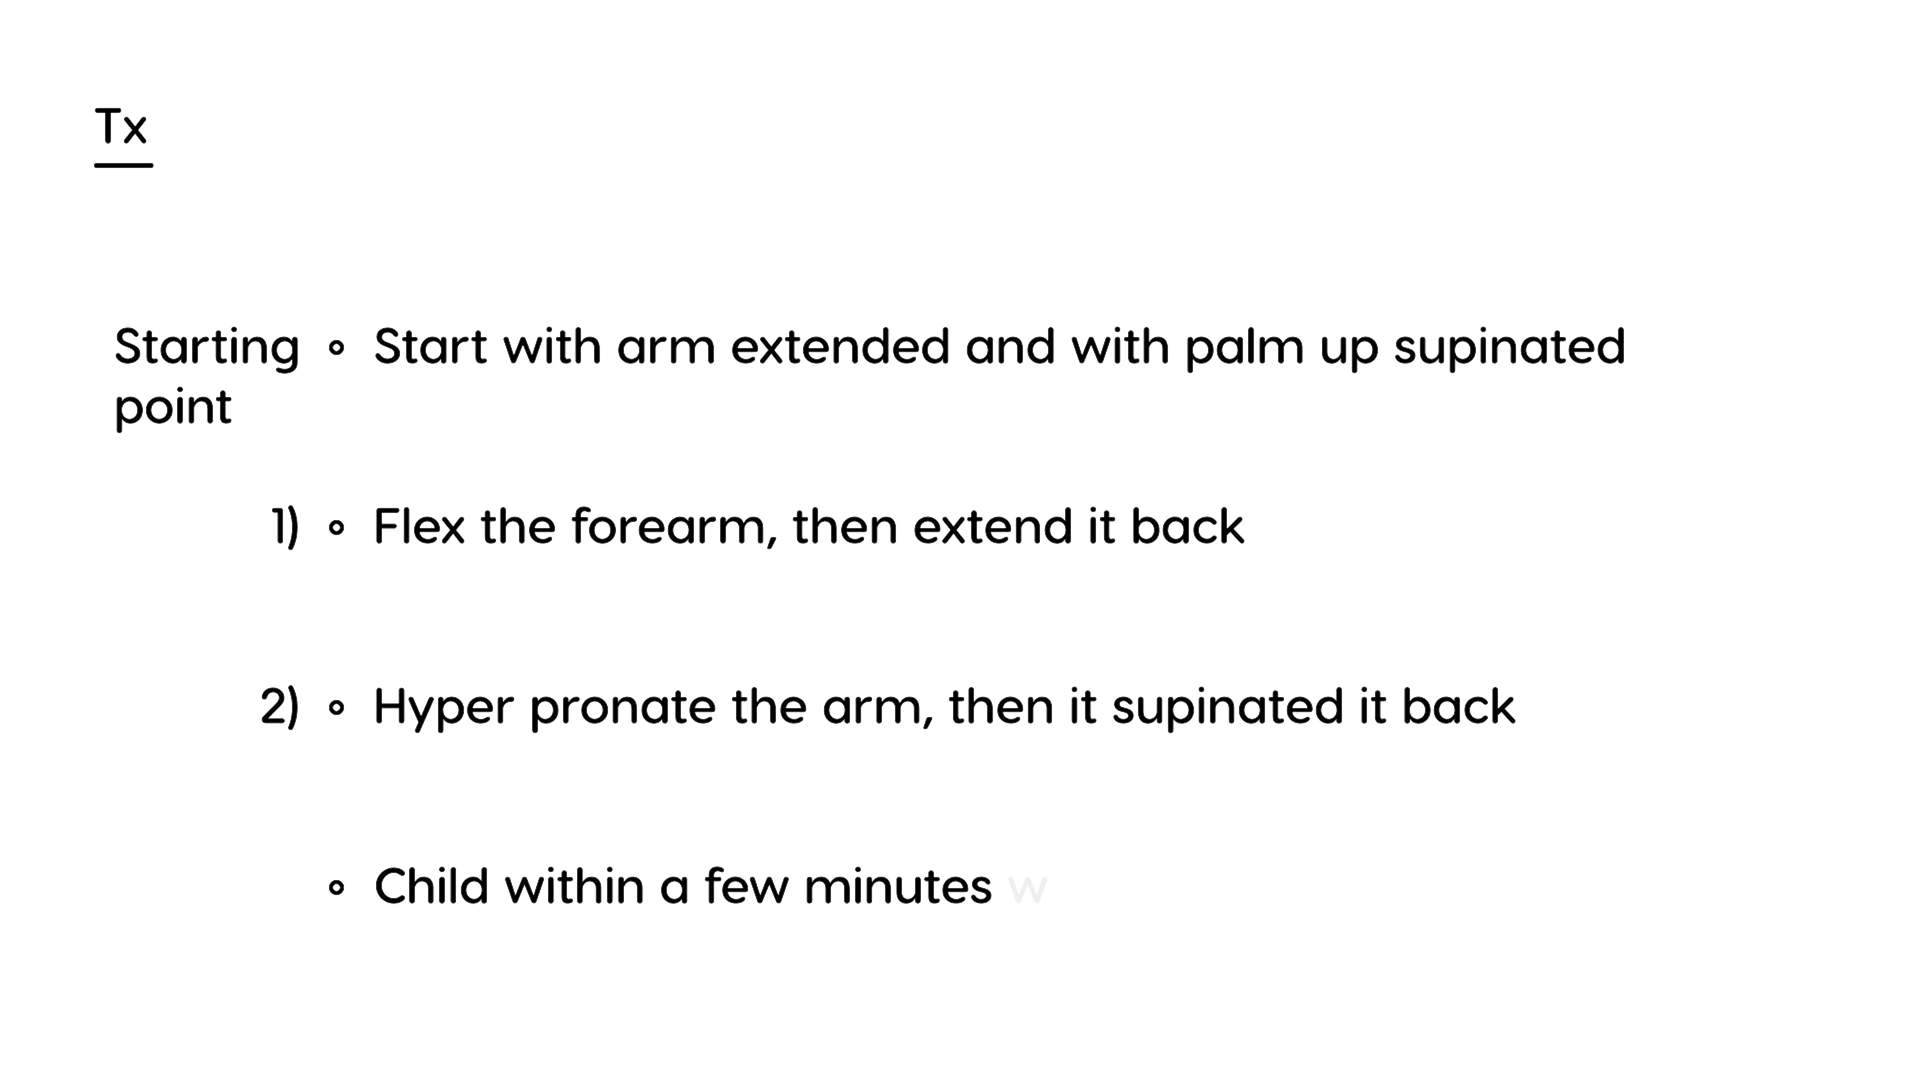 Tx
Starting ∘ Start with arm extended and with palm up supinated
point
1) ∘ Flex the forearm, then extend it back
2) ∘ Hyper pronate the arm, then it supinated it back
∘ Child within a few minutes w